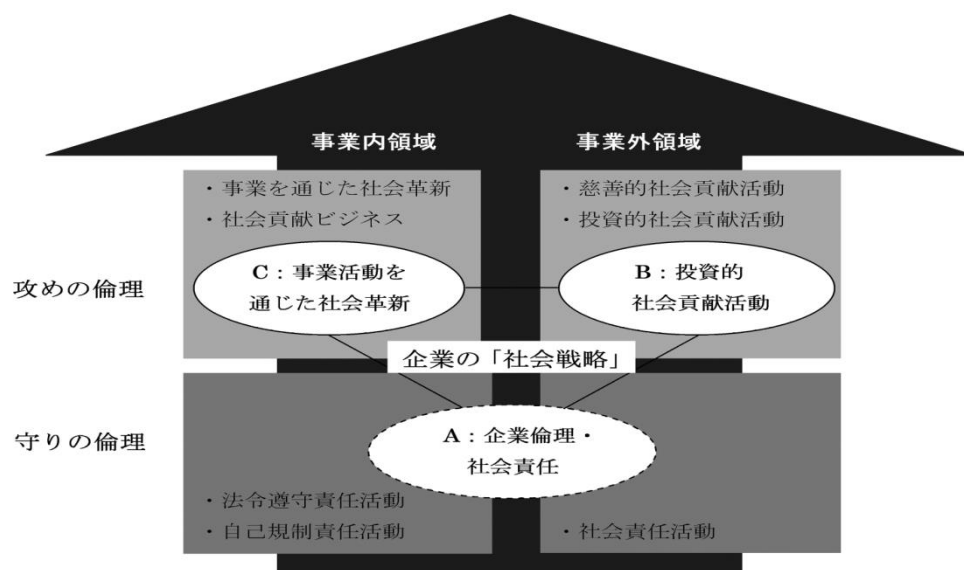 事業内領域
事業外領域
・事業を通じた社会革新
・社会貢献ビジネス
・慈善的社会貢献活動
・投資的社会貢献活動
攻めの倫理
C：事業活動を
通じた社会革新
B：投資的
社会貢献活動
企業の「社会戦略」
守りの倫理
A：企業倫理・
社会責任
・法令遵守責任活動
・自己規制責任活動
・社会責任活動